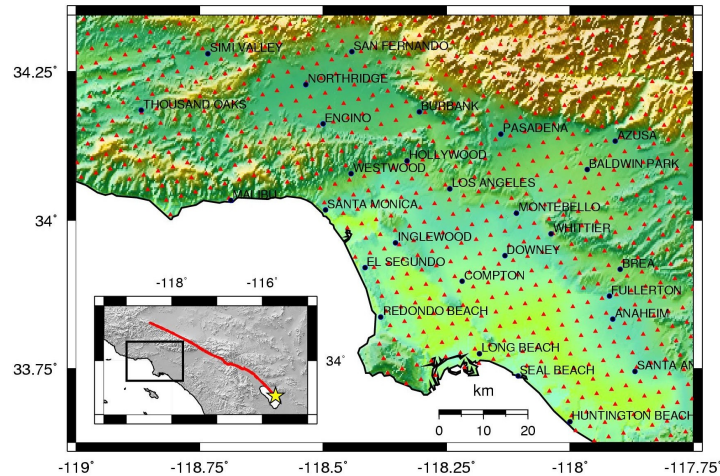 SIMI VALLEY
SAN FERNANDO
34.25°
NORTHRIDGE
THOUSAND OAKS
BURBANK
ENCINO
PASADENA
AZUSA
HOLLYWOOD
BALDWIN PARK
WESTWOOD
LOS ANGELES
MALIBU
SANTA MONICA
MONTEBELLO
34°
WHITTIER
INGLEWOOD
DOWNEY
EL SEGUNDO
BREA
COMPTON
-118° -116°
FULLERTON
REDONDO BEACH
ANAHEIM
LONG BEACH
34°
33.75°
SEAL BEACH
SANTA AN
km
0 10 20
HUNTINGTON BEACH
-119° -118.75° -118.5° -118.25° -118° -117.75°